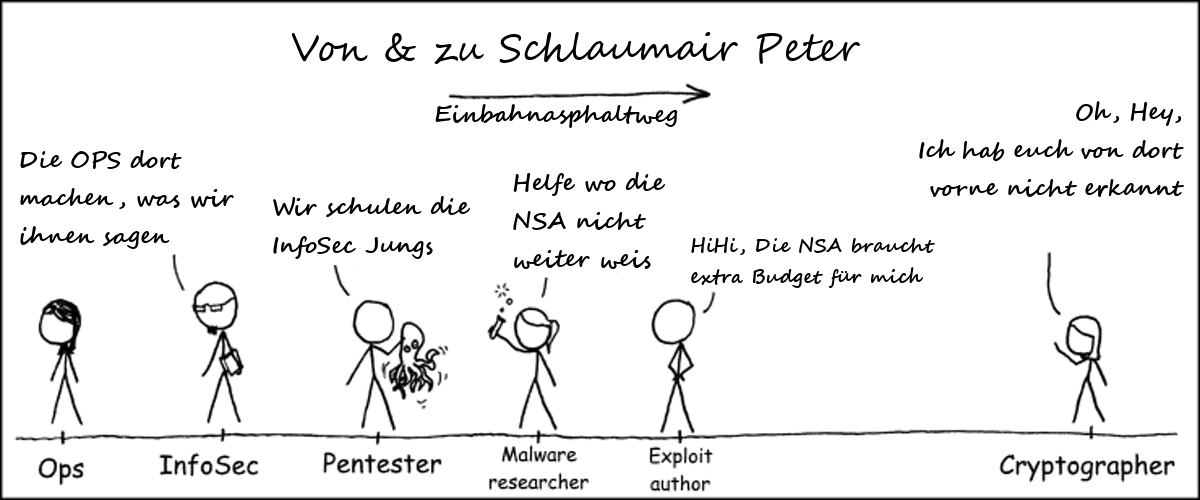 Von & zu Schlaumair Peter
Einbahnasphaltweg
Die OPS dort
machen, was wir
ihnen sagen
Wir schulen die
InfoSec Jungs
Helfe wo die
NSA nicht
weiter weis
HiHi, Die NSA braucht
extra Budget für mich
Oh, Hey,
Ich hab euch von dort
vorne nicht erkannt
Ops
InfoSec
Pentester
Malware
researcher
Exploit
author
Cryptographer